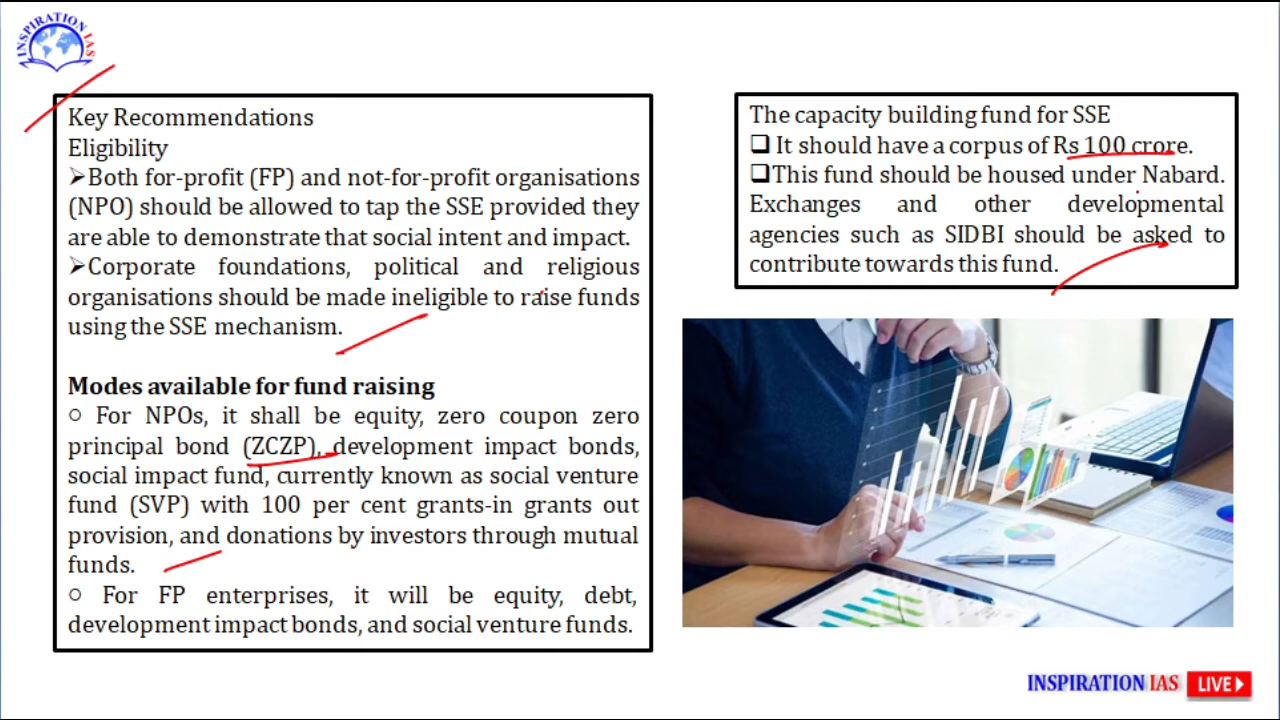 INSPIRATION IAS
Key Recommendations
Eligibility
➤Both for-profit (FP) and not-for-profit organisations
(NPO) should be allowed to tap the SSE provided they
are able to demonstrate that social intent and impact.
➤Corporate foundations, political and religious
organisations should be made ineligible to raise funds
using the SSE mechanism.
Modes available for fund raising
○ For NPOs, it shall be equity, zero coupon zero
principal bond (ZCZP), development impact bonds,
social impact fund, currently known as social venture
fund (SVP) with 100 per cent grants-in grants out
provision, and donations by investors through mutual
funds.
○ For FP enterprises, it will be equity, debt,
development impact bonds, and social venture funds.
The capacity building fund for SSE
❑ It should have a corpus of Rs 100 crore.
❑This fund should be housed under Nabard.
Exchanges and other developmental
agencies such as SIDBI should be asked to
contribute towards this fund.
INSPIRATION IAS LIVE